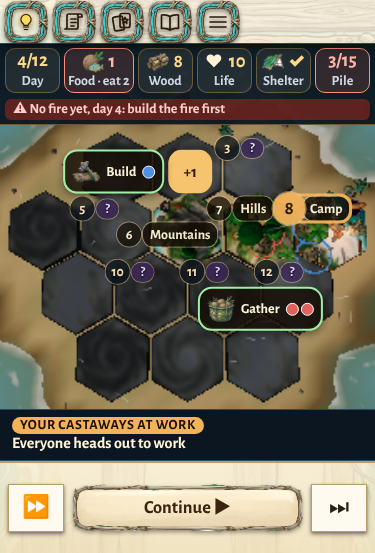 4/12 1 8 10 3/15
Day Food · eat 2 Wood Life Shelter Pile
⚠ No fire yet, day 4: build the fire first
3 ?
Build +1
5 ? 7 Hills 8 Camp
6 Mountains
10 ? 11 ? 12 ?
Gather
YOUR CASTAWAYS AT WORK
Everyone heads out to work
Continue ▶